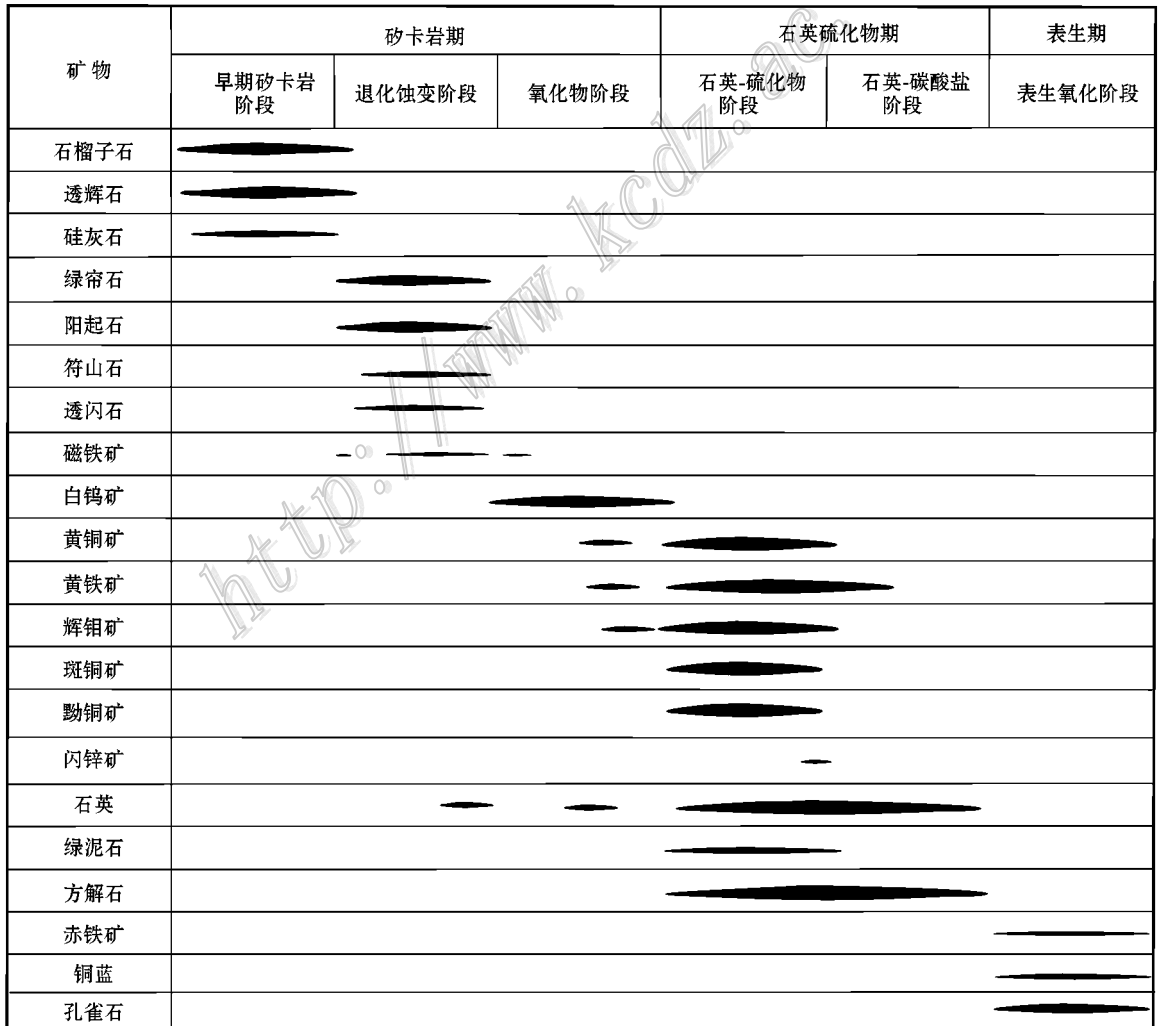 矿物
矽卡岩期
石英硫化物期
表生期
早期矽卡岩
阶段
退化蚀变阶段
氧化物阶段
石英-硫化物
阶段
石英-碳酸盐
阶段
表生氧化阶段
石榴子石
透辉石
硅灰石
绿帘石
阳起石
符山石
透闪石
磁铁矿
白钨矿
黄铜矿
黄铁矿
辉钼矿
斑铜矿
黝铜矿
闪锌矿
石英
绿泥石
方解石
赤铁矿
铜蓝
孔雀石
http://www.kcdz.ac.